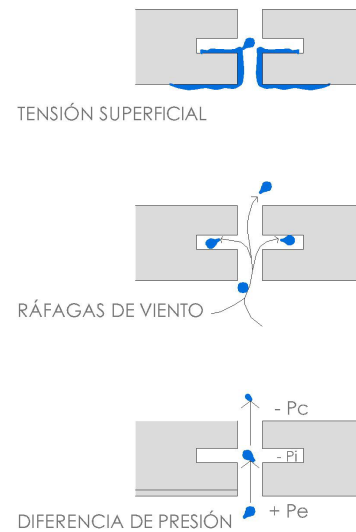 TENSIÓN SUPERFICIAL
RÁFAGAS DE VIENTO
- Pc
- Pi
DIFERENCIA DE PRESIÓN
+ Pe